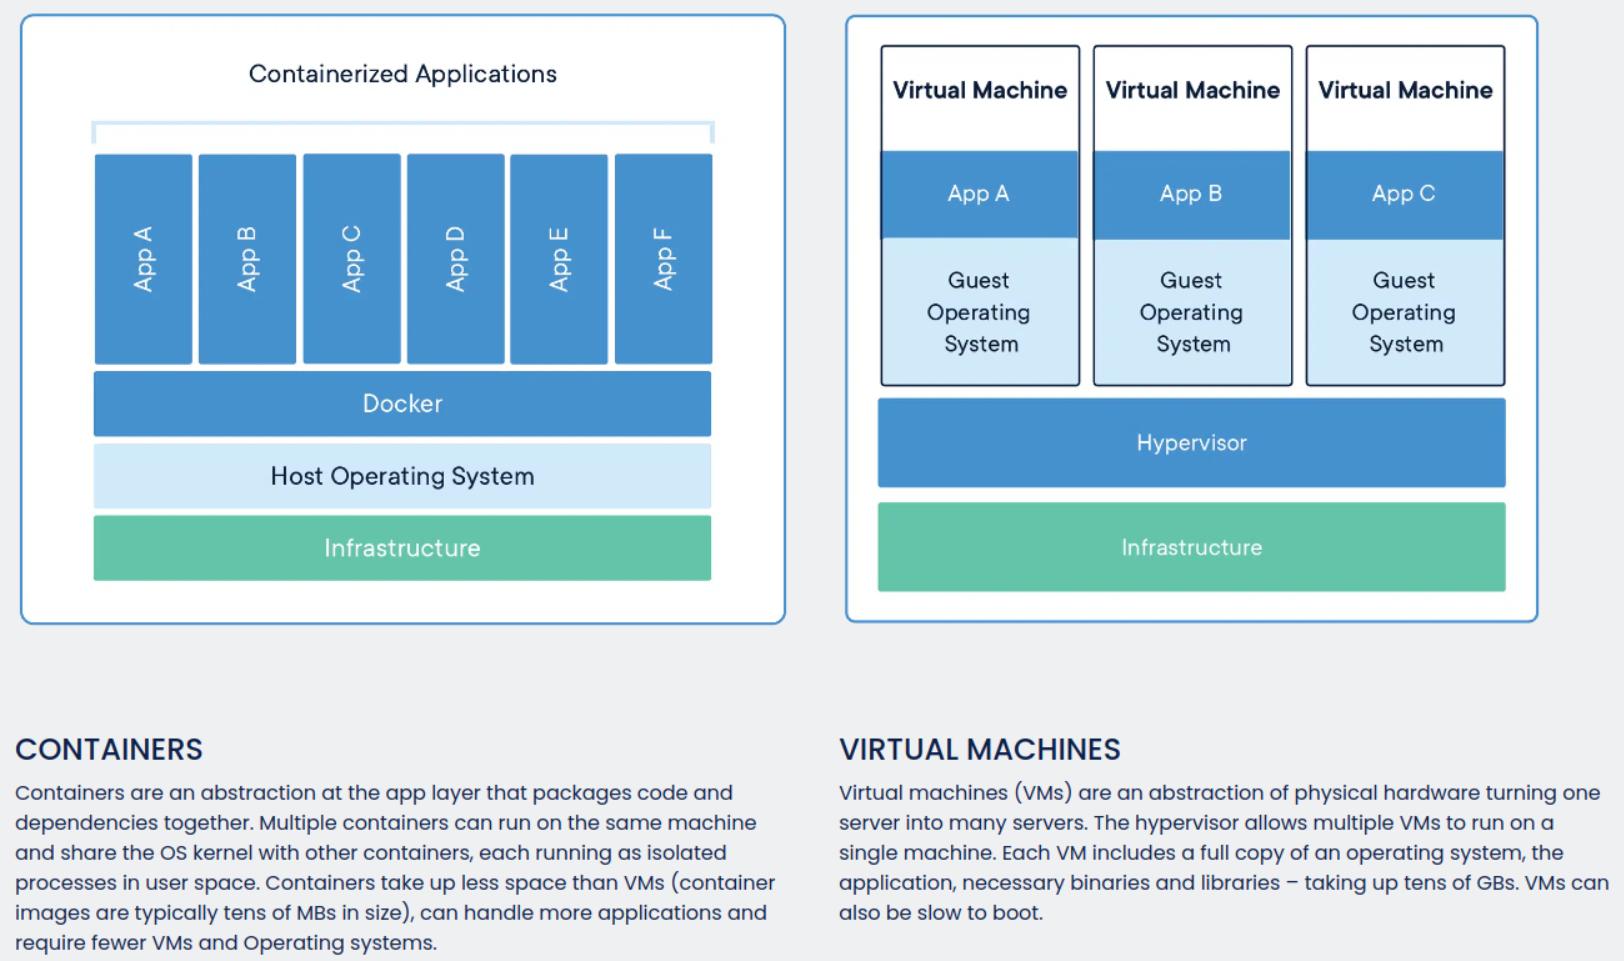 Containerized Applications
App A
App B
App C
App D
App E
App F
Docker
Host Operating System
Infrastructure
Virtual Machine
App A
Guest
Operating
System
Virtual Machine
App B
Guest
Operating
System
Virtual Machine
App C
Guest
Operating
System
Hypervisor
Infrastructure
CONTAINERS
Containers are an abstraction at the app layer that packages code and
dependencies together. Multiple containers can run on the same machine
and share the OS kernel with other containers, each running as isolated
processes in user space. Containers take up less space than VMs (container
images are typically tens of MBs in size), can handle more applications and
require fewer VMs and Operating systems.
VIRTUAL MACHINES
Virtual machines (VMs) are an abstraction of physical hardware turning one
server into many servers. The hypervisor allows multiple VMs to run on a
single machine. Each VM includes a full copy of an operating system, the
application, necessary binaries and libraries – taking up tens of GBs. VMs can
also be slow to boot.